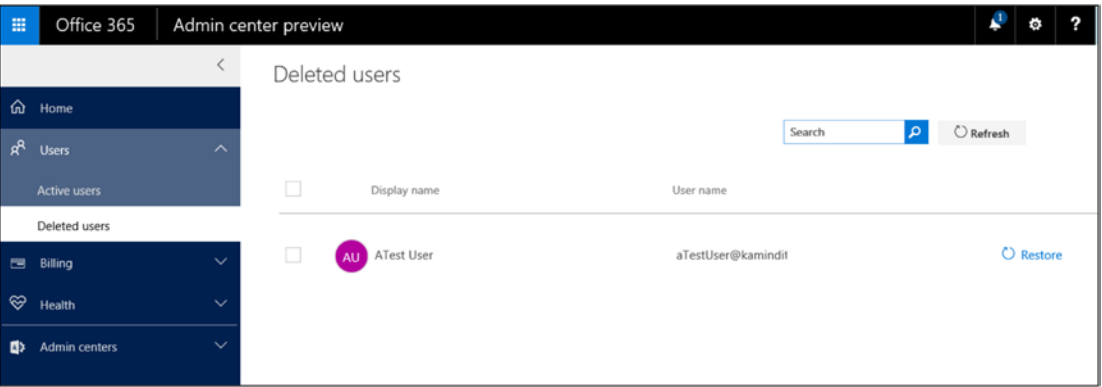 Office 365 Admin center preview 1 ?
Deleted users
Home
Search Refresh
Users
Active users
Display name User name
Deleted users
AU ATest User aTestUser@kamindit Restore
Billing
Health
Admin centers